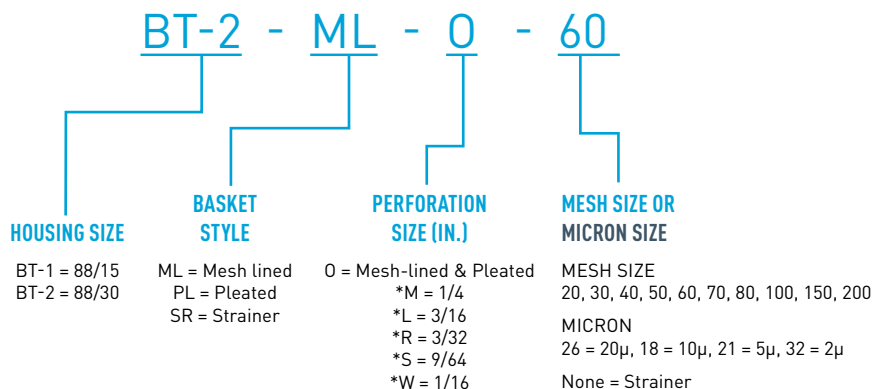 BT-2 - ML - O - 60
HOUSING SIZE
BT-1 = 88/15
BT-2 = 88/30
BASKET
STYLE
ML = Mesh lined
PL = Pleated
SR = Strainer
PERFORATION
SIZE (IN.)
O = Mesh-lined & Pleated
*M = 1/4
*L = 3/16
*R = 3/32
*S = 9/64
*W = 1/16
MESH SIZE OR
MICRON SIZE
MESH SIZE
20, 30, 40, 50, 60, 70, 80, 100, 150, 200
MICRON
26 = 20µ, 18 = 10µ, 21 = 5µ, 32 = 2µ
None = Strainer